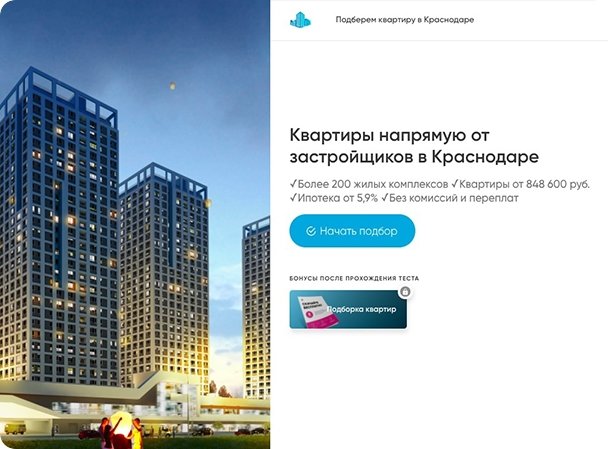 Подберем квартиру в Краснодаре
Квартиры напрямую от
застройщиков в Краснодаре
✓Более 200 жилых комплексов ✓Квартиры от 848 600 руб.
✓Ипотека от 5,9% ✓Без комиссий и переплат
Начать подбор
БОНУСЫ ПОСЛЕ ПРОХОЖДЕНИЯ ТЕСТА
Подборка квартир